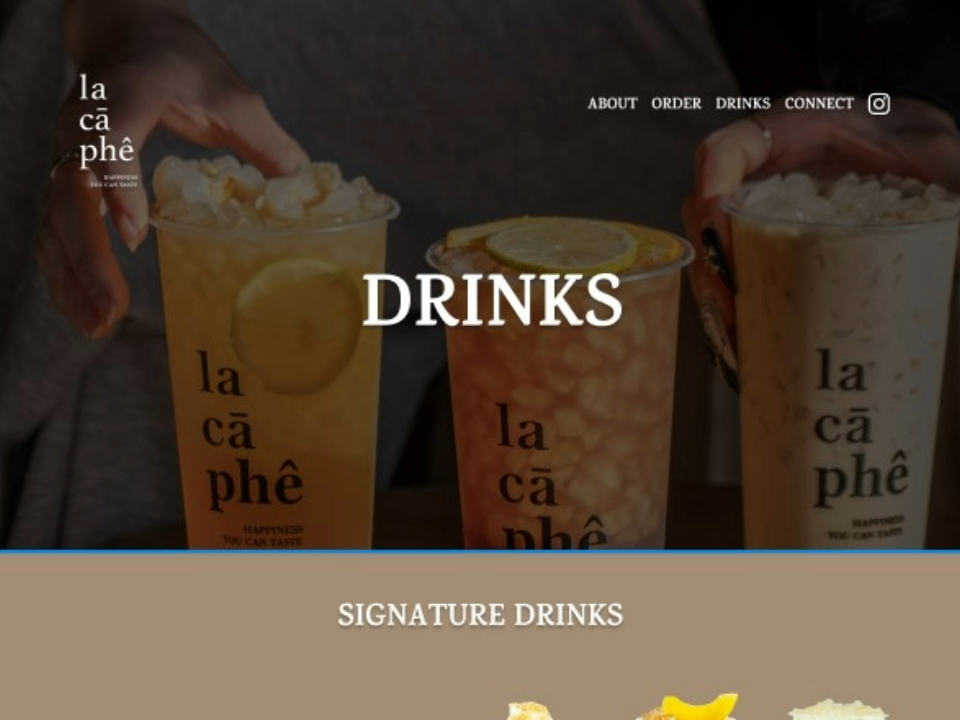 la
cā
phê
HAPPINESS
YOU CAN TASTE
ABOUT ORDER DRINKS CONNECT
DRINKS
la
cā
phê
HAPPINESS
YOU CAN TASTE
la
cā
phê
la
cā
phê
HAPPINESS
YOU CAN TASTE
SIGNATURE DRINKS